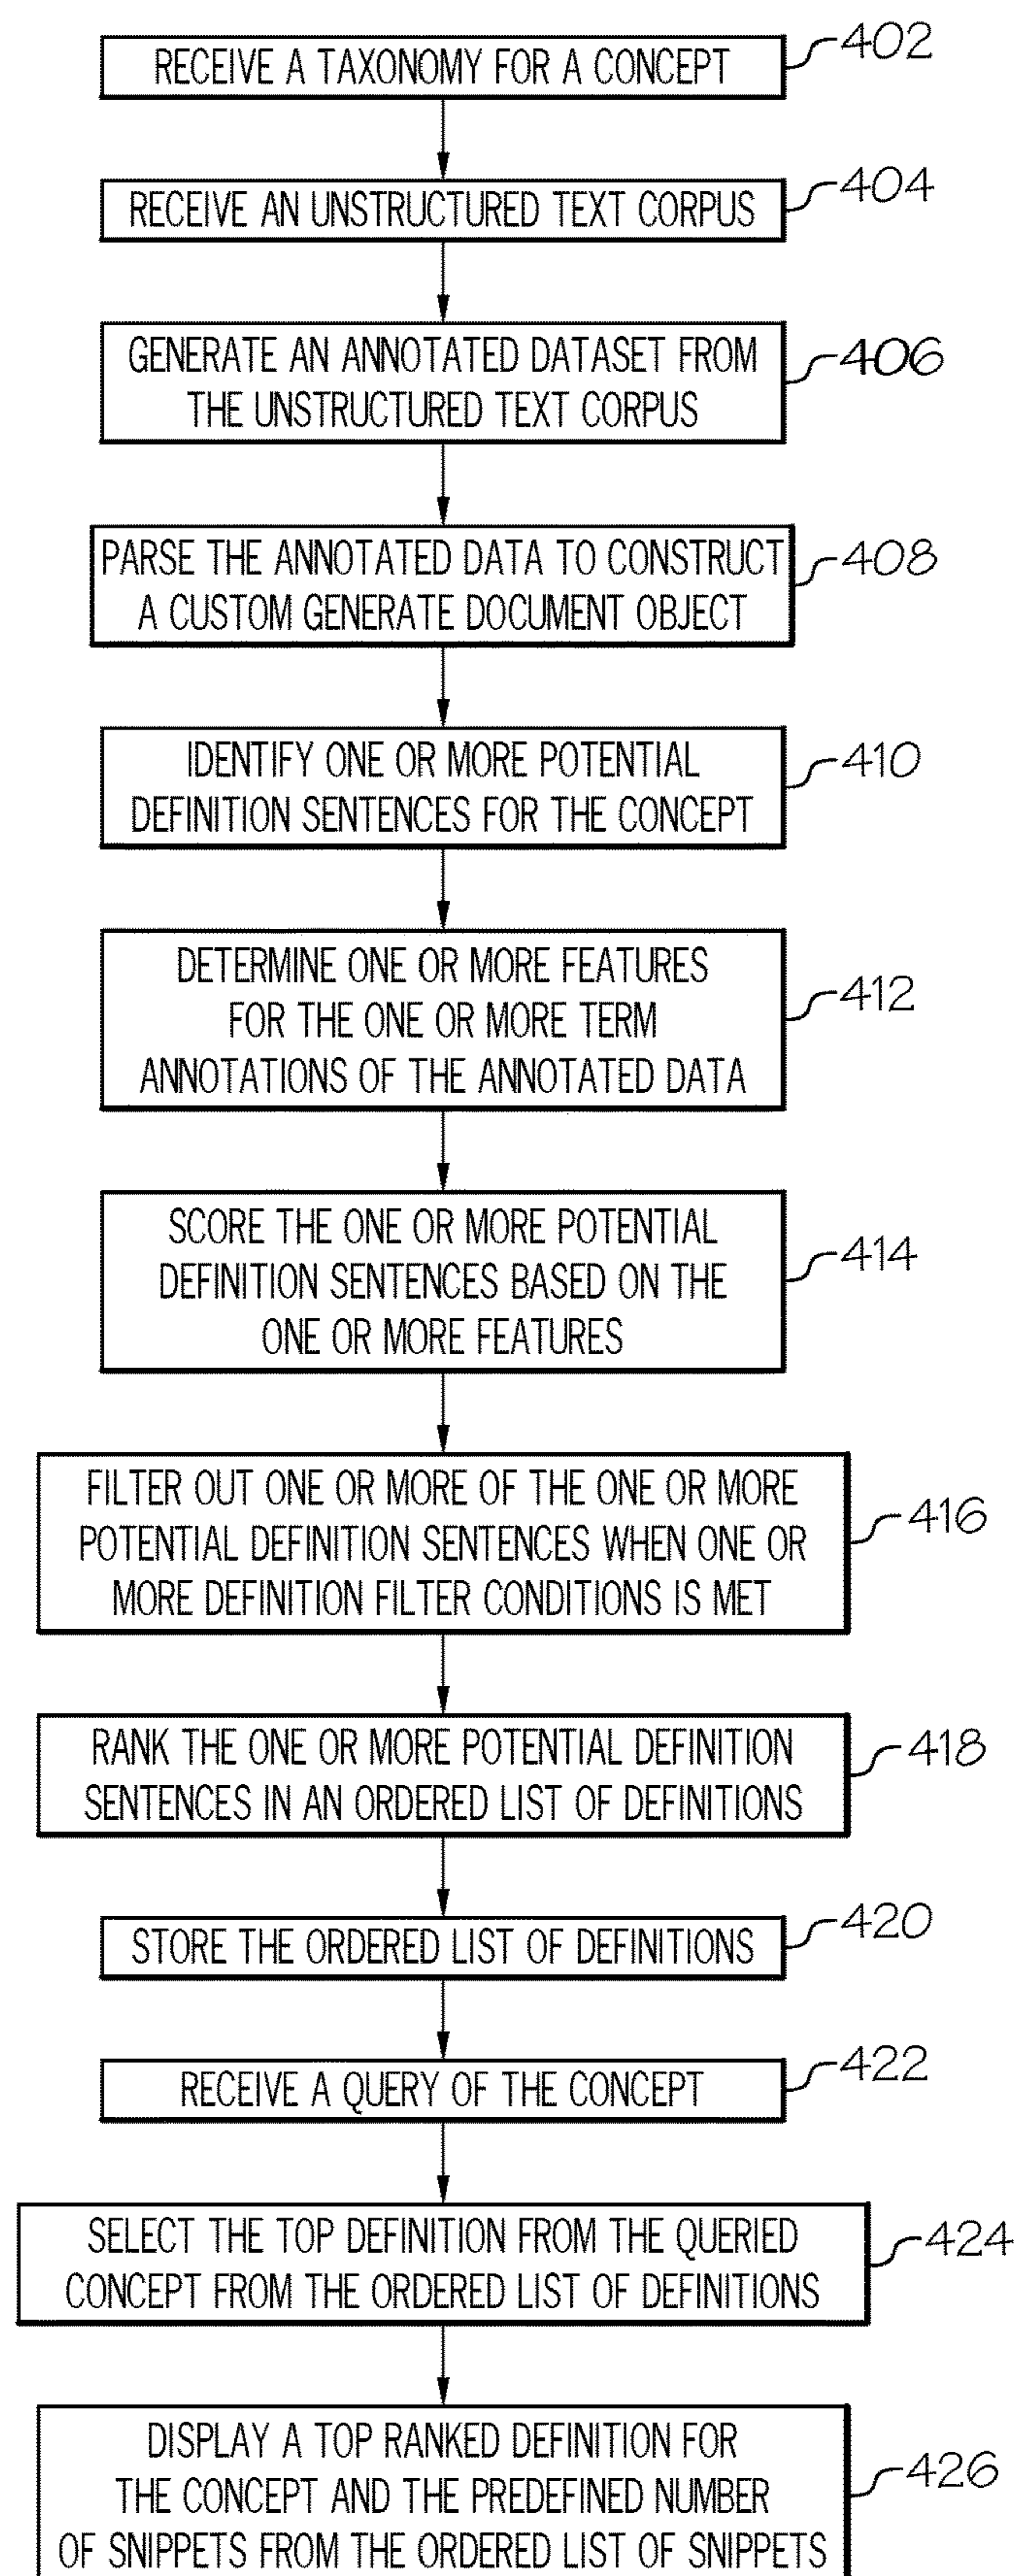 RECEIVE A TAXONOMY FOR A CONCEPT
402
RECEIVE AN UNSTRUCTURED TEXT CORPUS
404
GENERATE AN ANNOTATED DATASET FROM
THE UNSTRUCTURED TEXT CORPUS
406
PARSE THE ANNOTATED DATA TO CONSTRUCT
A CUSTOM GENERATE DOCUMENT OBJECT
408
IDENTIFY ONE OR MORE POTENTIAL
DEFINITION SENTENCES FOR THE CONCEPT
410
DETERMINE ONE OR MORE FEATURES
FOR THE ONE OR MORE TERM
ANNOTATIONS OF THE ANNOTATED DATA
412
SCORE THE ONE OR MORE POTENTIAL
DEFINITION SENTENCES BASED ON THE
ONE OR MORE FEATURES
414
FILTER OUT ONE OR MORE OF THE ONE OR MORE
POTENTIAL DEFINITION SENTENCES WHEN ONE OR
MORE DEFINITION FILTER CONDITIONS IS MET
416
RANK THE ONE OR MORE POTENTIAL DEFINITION
SENTENCES IN AN ORDERED LIST OF DEFINITIONS
418
STORE THE ORDERED LIST OF DEFINITIONS
420
RECEIVE A QUERY OF THE CONCEPT
422
SELECT THE TOP DEFINITION FROM THE QUERIED
CONCEPT FROM THE ORDERED LIST OF DEFINITIONS
424
DISPLAY A TOP RANKED DEFINITION FOR
THE CONCEPT AND THE PREDEFINED NUMBER
OF SNIPPETS FROM THE ORDERED LIST OF SNIPPETS
426